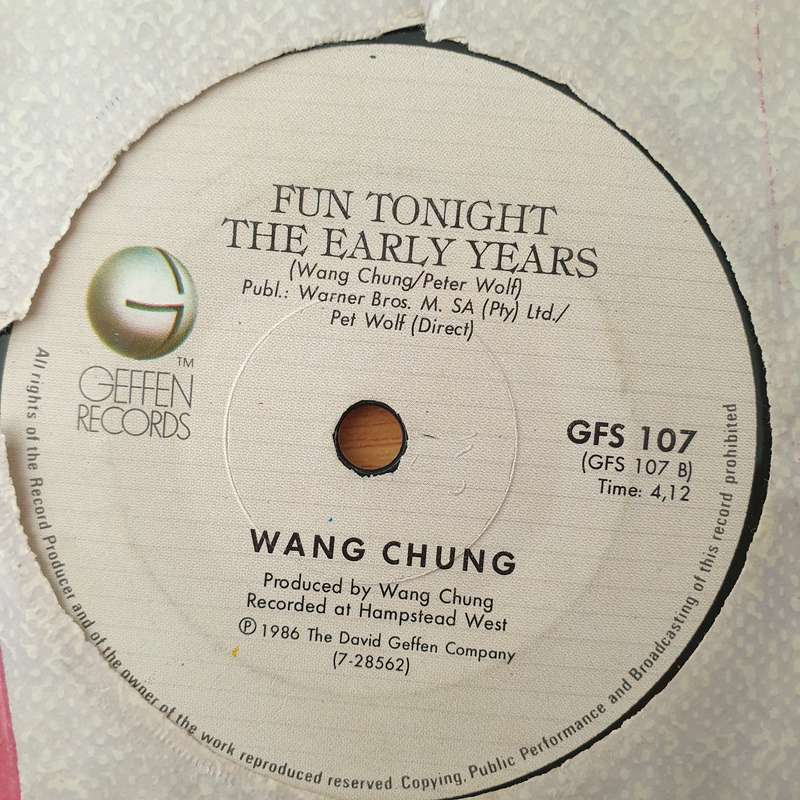 FUN TONIGHT
THE EARLY YEARS
(Wang Chung/Peter Wolf)
Publ.: Warner Bros. M. SA (Pty) Ltd./
Pet Wolf (Direct)
G
TM
GEFFEN
RECORDS
GFS 107
(GFS 107 B)
Time: 4,12
WANG CHUNG
Produced by Wang Chung
Recorded at Hampstead West
℗ 1986 The David Geffen Company
(7-28562)
All rights of the Record Producer and of the owner of the work reproduced reserved. Copying, Public Performance and Broadcasting of this record prohibited